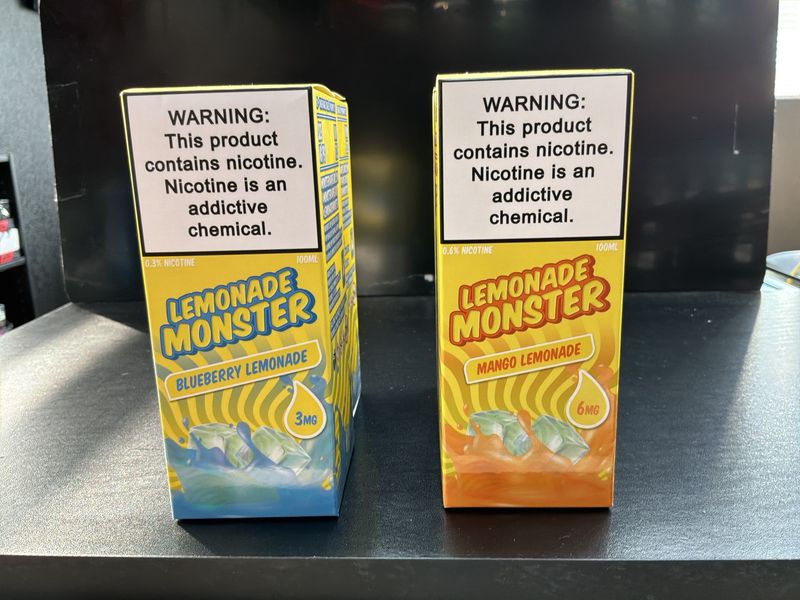 WARNING:
This product
contains nicotine.
Nicotine is an
addictive
chemical.
0.3% NICOTINE 100ML
LEMONADE
MONSTER
BLUEBERRY LEMONADE
3MG
WARNING:
This product
contains nicotine.
Nicotine is an
addictive
chemical.
0.6% NICOTINE 100ML
LEMONADE
MONSTER
MANGO LEMONADE
6MG